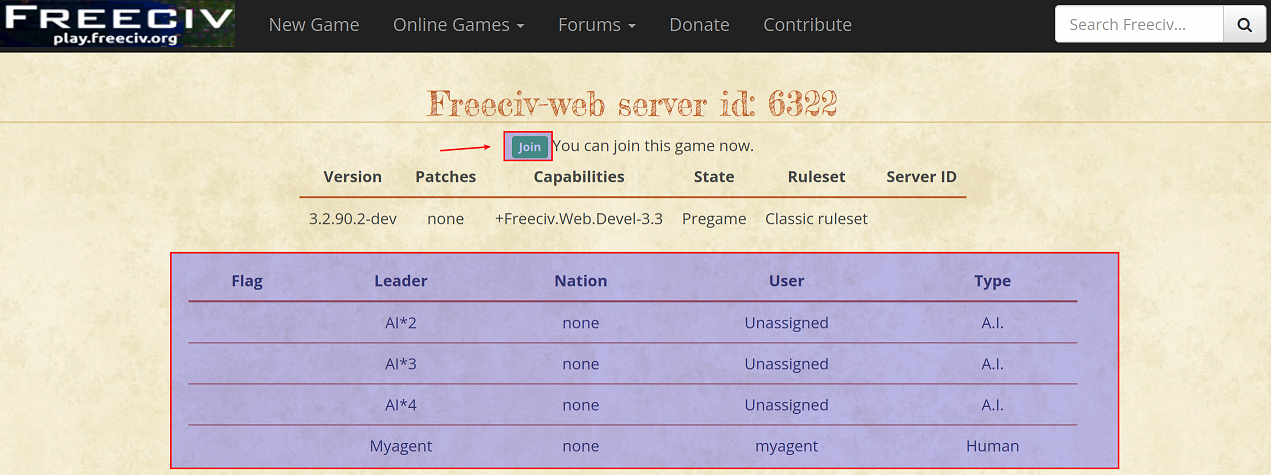 FREECIV
play.freeciv.org
New Game Online Games Forums Donate Contribute Search Freeciv...
Freeciv-web server id: 6322
Join You can join this game now.
Version Patches Capabilities State Ruleset Server ID
3.2.90.2-dev none +Freeciv.Web.Devel-3.3 Pregame Classic ruleset
Flag Leader Nation User Type
AI*2 none Unassigned A.I.
AI*3 none Unassigned A.I.
AI*4 none Unassigned A.I.
Myagent none myagent Human